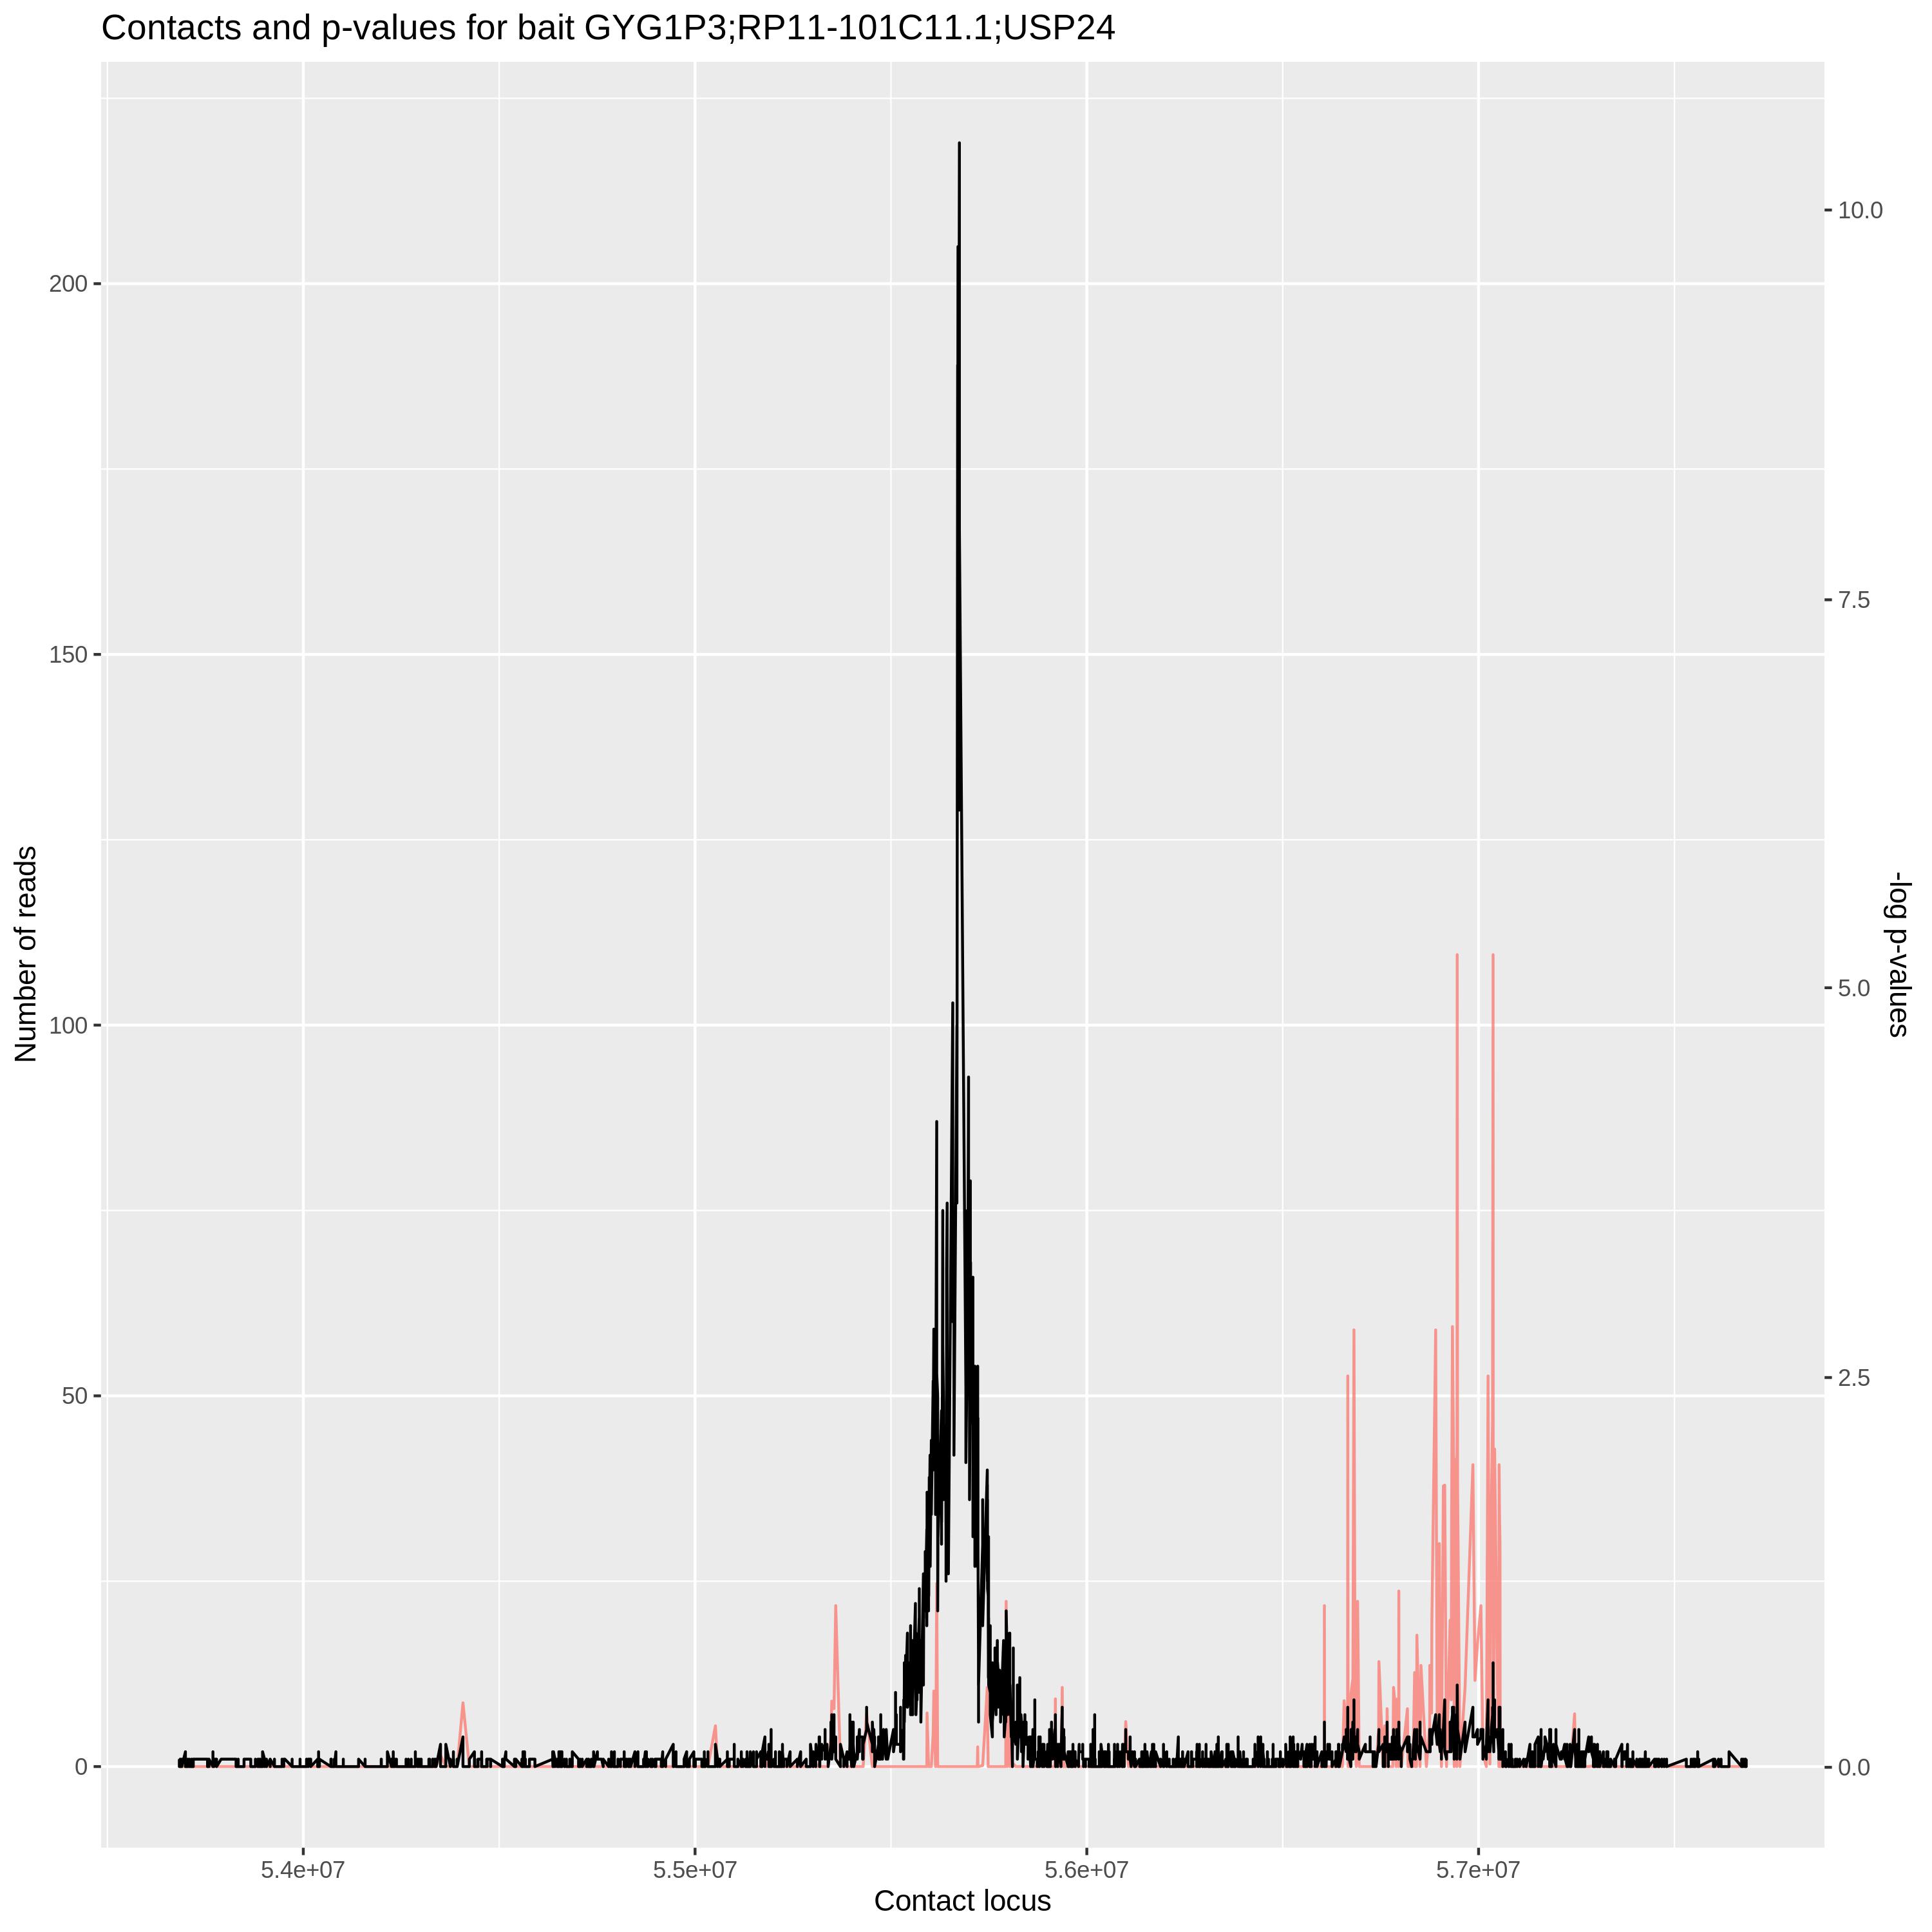 Contacts and p-values for bait GYG1P3;RP11-101C11.1;USP24
Number of reads
200
150
100
50
0
10.0
7.5
5.0
2.5
0.0
-log p-values
5.4e+07 5.5e+07 5.6e+07 5.7e+07
Contact locus